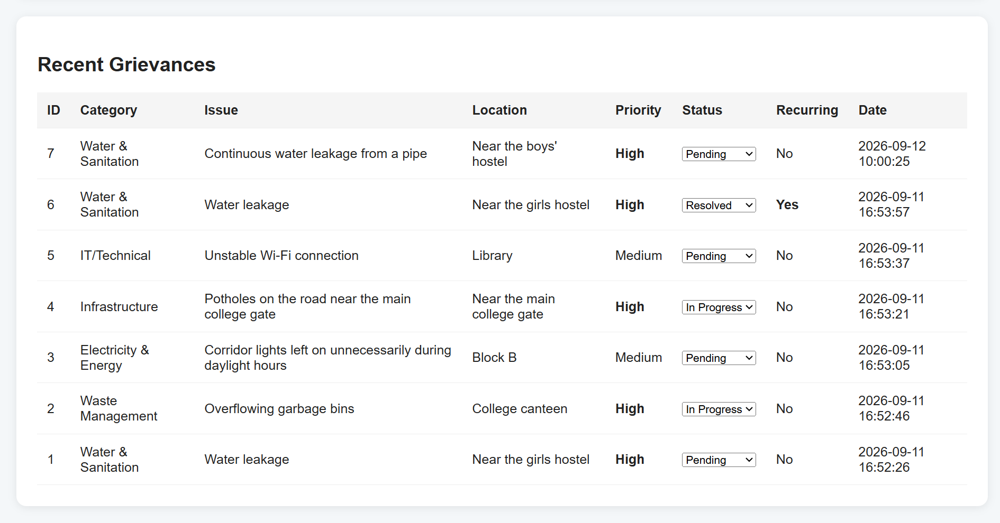 Recent Grievances
ID Category Issue Location Priority Status Recurring Date
7 Water & Sanitation Continuous water leakage from a pipe Near the boys' hostel High Pending No 2026-09-12 10:00:25
6 Water & Sanitation Water leakage Near the girls hostel High Resolved Yes 2026-09-11 16:53:57
5 IT/Technical Unstable Wi-Fi connection Library Medium Pending No 2026-09-11 16:53:37
4 Infrastructure Potholes on the road near the main college gate Near the main college gate High In Progress No 2026-09-11 16:53:21
3 Electricity & Energy Corridor lights left on unnecessarily during daylight hours Block B Medium Pending No 2026-09-11 16:53:05
2 Waste Management Overflowing garbage bins College canteen High In Progress No 2026-09-11 16:52:46
1 Water & Sanitation Water leakage Near the girls hostel High Pending No 2026-09-11 16:52:26